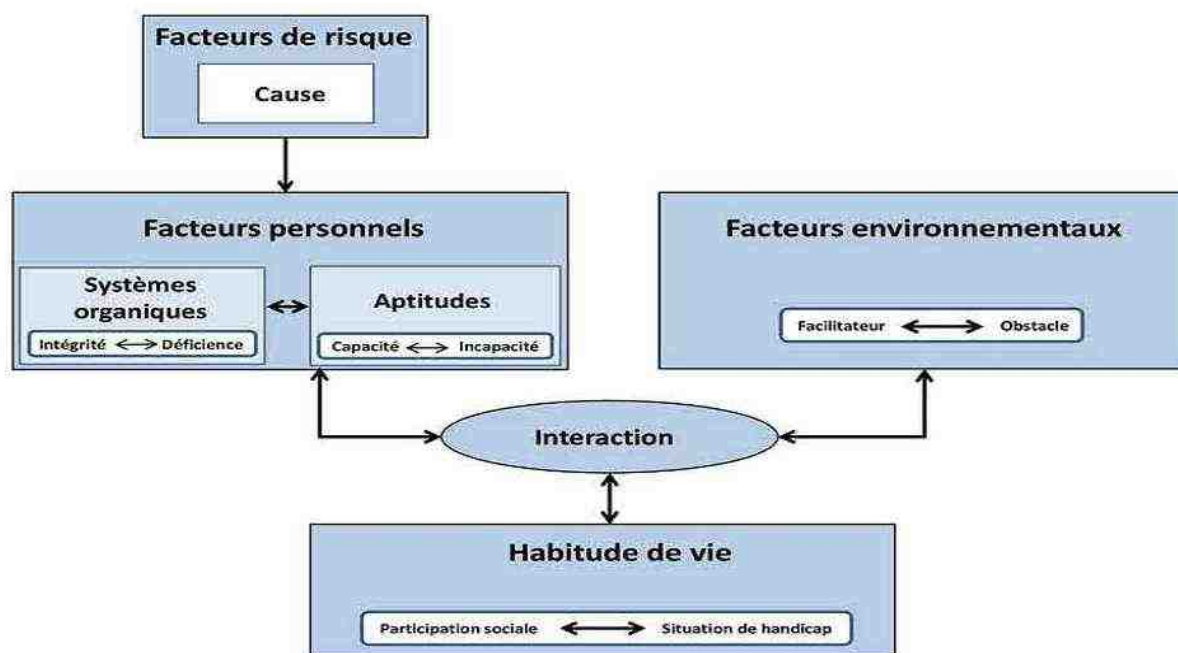 Facteurs de risque
Cause
Facteurs personnels
Systèmes
organiques
Intégrité
Déficience
Aptitudes
Capacité
Incapacité
Facteurs environnementaux
Facilitateur
Obstacle
Interaction
Habitude de vie
Participation sociale
Situation de handicap